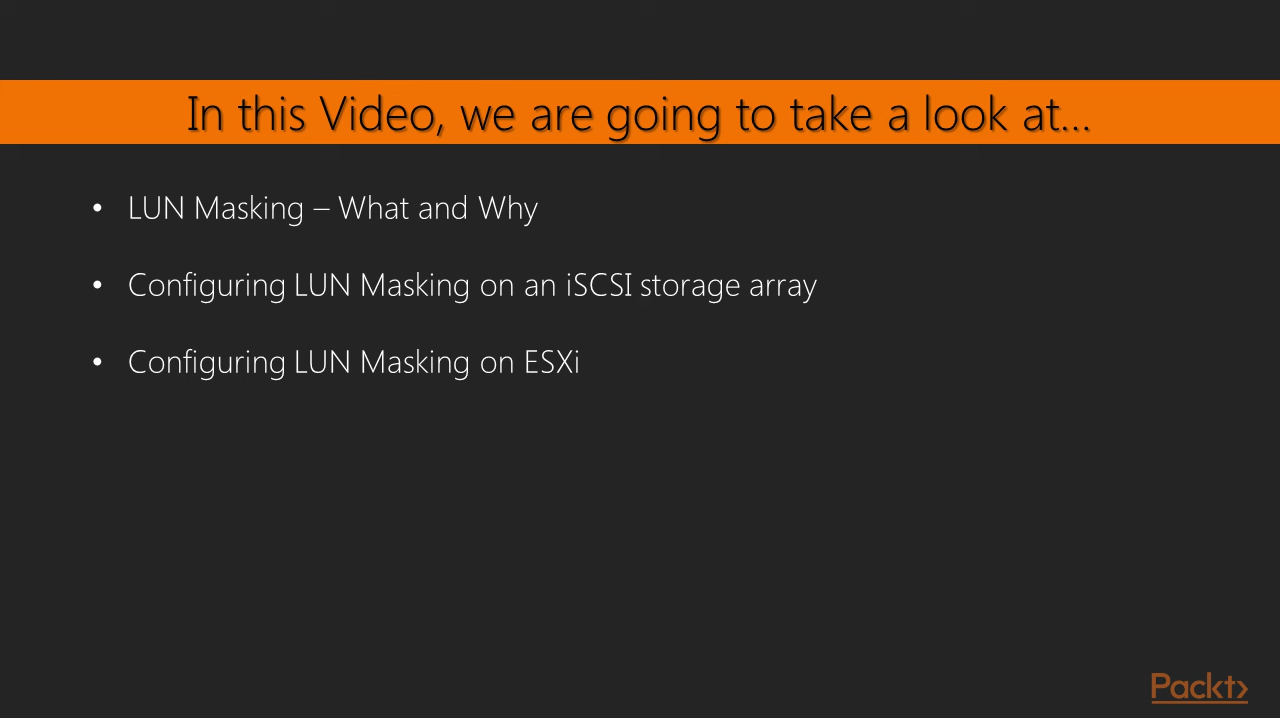 In this Video, we are going to take a look at...
• LUN Masking – What and Why
• Configuring LUN Masking on an iSCSI storage array
• Configuring LUN Masking on ESXi
Packt>